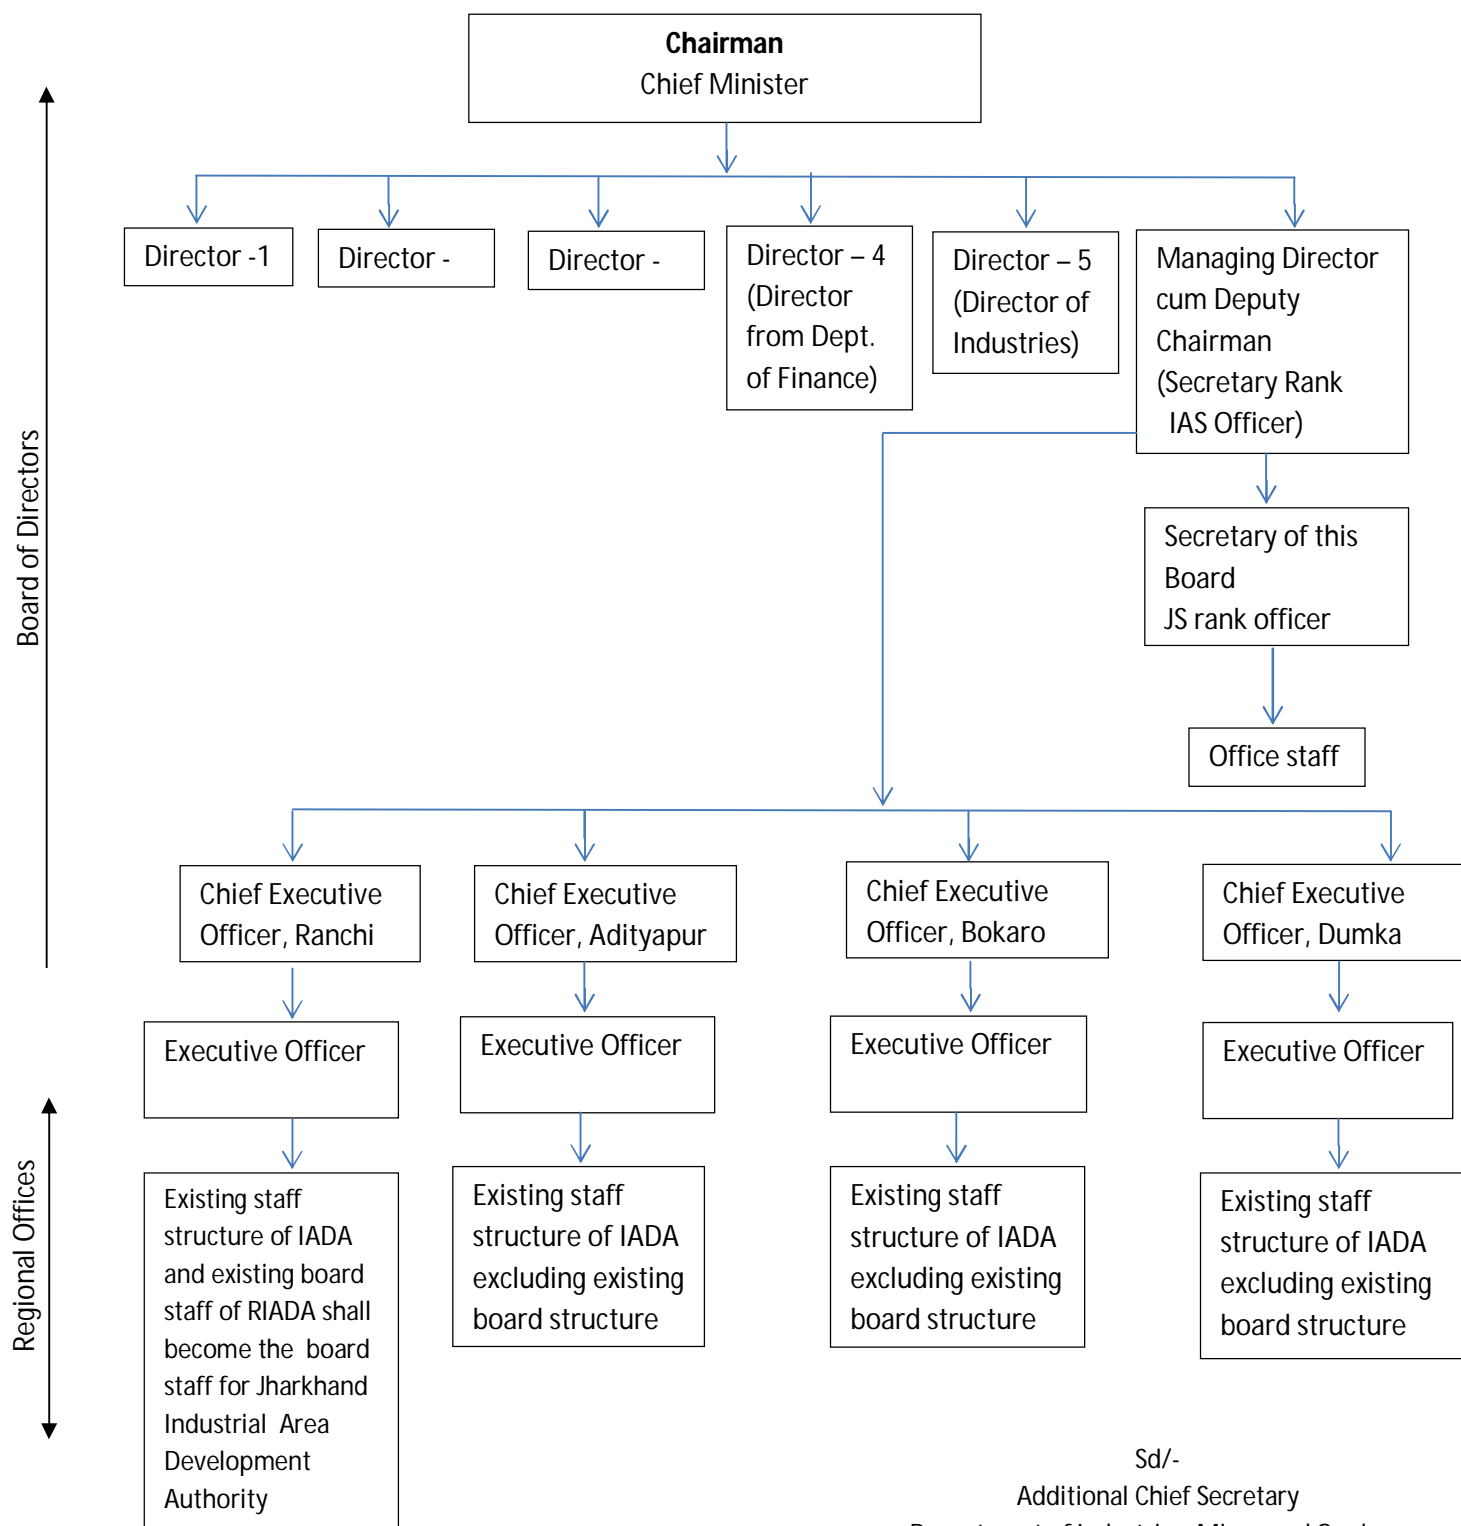 Chairman
Chief Minister
Director -1
Director -
Director -
Director – 4
(Director
from Dept.
of Finance)
Director – 5
(Director of
Industries)
Managing Director
cum Deputy
Chairman
(Secretary Rank
IAS Officer)
Board of Directors
Secretary of this
Board
JS rank officer
Office staff
Chief Executive
Officer, Ranchi
Chief Executive
Officer, Adityapur
Chief Executive
Officer, Bokaro
Chief Executive
Officer, Dumka
Executive Officer
Executive Officer
Executive Officer
Executive Officer
Regional Offices
Existing staff
structure of IADA
and existing board
staff of RIADA shall
become the board
staff for Jharkhand
Industrial Area
Development
Authority
Existing staff
structure of IADA
excluding existing
board structure
Existing staff
structure of IADA
excluding existing
board structure
Existing staff
structure of IADA
excluding existing
board structure
Sd/-
Additional Chief Secretary